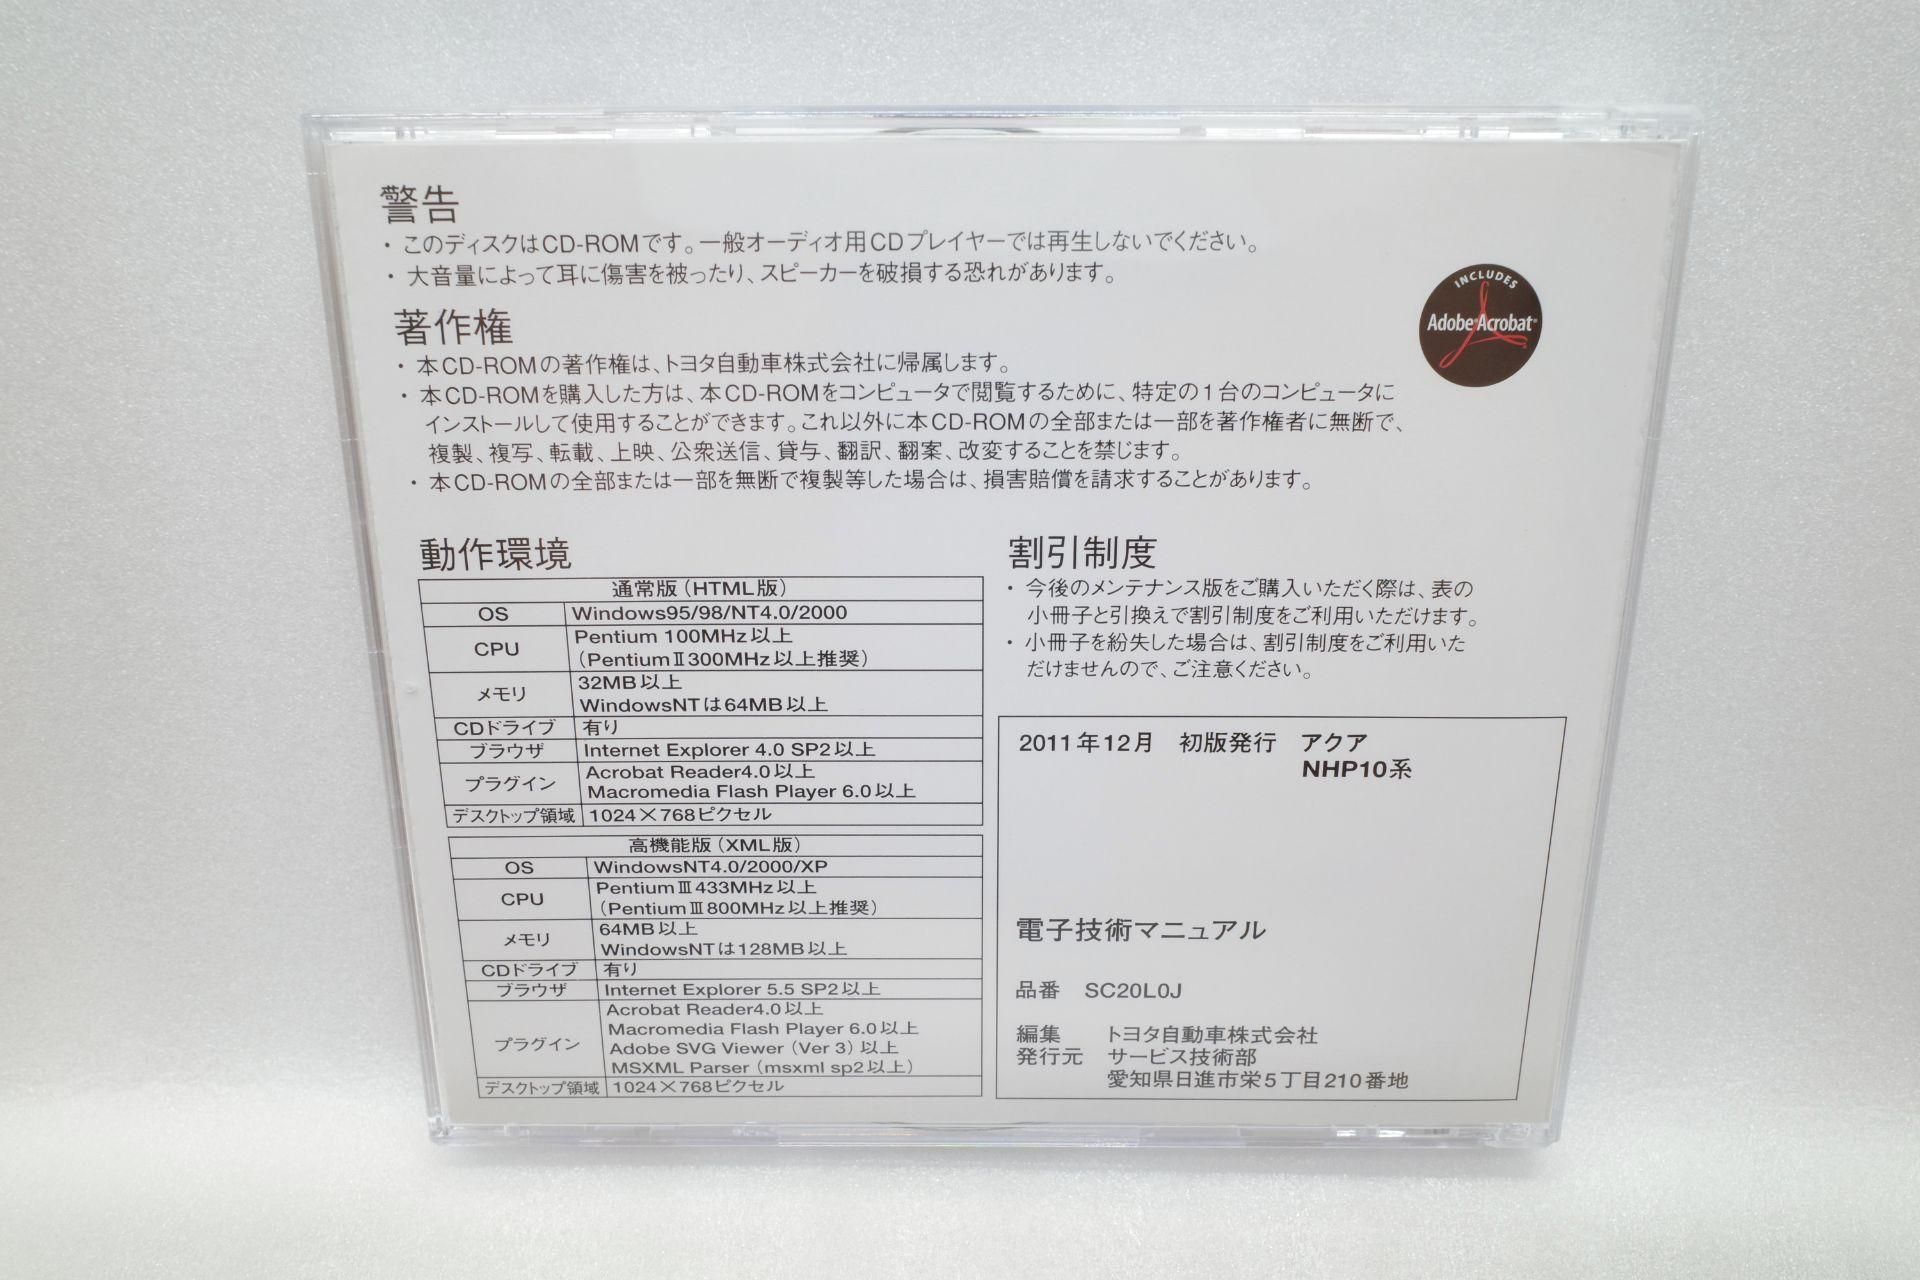 警告
・このディスクはCD-ROMです。一般オーディオ用CDプレイヤーでは再生しないでください。
・大音量によって耳に傷害を被ったり、スピーカーを破損する恐れがあります。
INCLUDES
Adobe Acrobat
著作権
・本CD-ROMの著作権は、トヨタ自動車株式会社に帰属します。
・本CD-ROMを購入した方は、本CD-ROMをコンピュータで閲覧するために、特定の1台のコンピュータに
インストールして使用することができます。これ以外に本CD-ROMの全部または一部を著作権者に無断で、
複製、複写、転載、上映、公衆送信、貸与、翻訳、翻案、改変することを禁じます。
・本CD-ROMの全部または一部を無断で複製等した場合は、損害賠償を請求することがあります。
動作環境
通常版（HTML版）
OS Windows95/98/NT4.0/2000
CPU Pentium 100MHz以上
（PentiumⅡ300MHz以上推奨）
メモリ 32MB以上
WindowsNTは64MB以上
CDドライブ 有り
ブラウザ Internet Explorer 4.0 SP2以上
プラグイン Acrobat Reader4.0以上
Macromedia Flash Player 6.0以上
デスクトップ領域 1024×768ピクセル
高機能版（XML版）
OS WindowsNT4.0/2000/XP
CPU PentiumⅢ433MHz以上
（PentiumⅢ800MHz以上推奨）
メモリ 64MB以上
WindowsNTは128MB以上
CDドライブ 有り
ブラウザ Internet Explorer 5.5 SP2以上
プラグイン Acrobat Reader4.0以上
Macromedia Flash Player 6.0以上
Adobe SVG Viewer（Ver 3）以上
MSXML Parser（msxml sp2以上）
デスクトップ領域 1024×768ピクセル
割引制度
・今後のメンテナンス版をご購入いただく際は、表の
小冊子と引換えで割引制度をご利用いただけます。
・小冊子を紛失した場合は、割引制度をご利用いた
だけませんので、ご注意ください。
2011年12月 初版発行 アクア
NHP10系
電子技術マニュアル
品番 SC20L0J
編集 トヨタ自動車株式会社
発行元 サービス技術部
愛知県日進市栄5丁目210番地